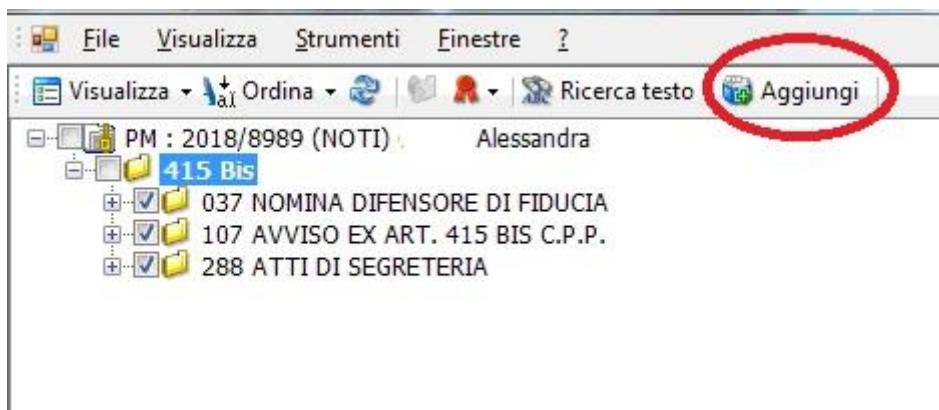 File Visualizza Strumenti Finestre ?
Visualizza Ordina Ricerca testo Aggiungi
PM : 2018/8989 (NOTI) Alessandra
415 Bis
037 NOMINA DIFENSORE DI FIDUCIA
107 AVVISO EX ART. 415 BIS C.P.P.
288 ATTI DI SEGRETERIA